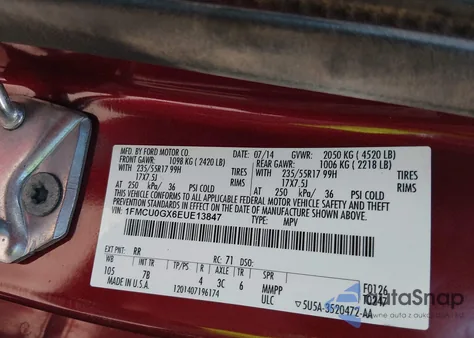 MFD. BY FORD MOTOR CO.
DATE: 07/14 GVWR: 2050 KG (4520 LB)
FRONT GAWR: 1098 KG (2420 LB) REAR GAWR: 1006 KG (2218 LB)
WITH 235/55R17 99H TIRES WITH 235/55R17 99H TIRES
17X7.5J RIMS 17X7.5J RIMS
AT 250 kPa/ 36 PSI COLD AT 250 kPa/ 36 PSI COLD
THIS VEHICLE CONFORMS TO ALL APPLICABLE FEDERAL MOTOR VEHICLE SAFETY AND THEFT
PREVENTION STANDARDS IN EFFECT ON THE DATE OF MANUFACTURE SHOWN ABOVE.
VIN: 1FMCU0GX6EUE13847
TYPE: MPV
EXT PNT: RR RC: 71 DSO:
WB INT TR TP/PS R AXLE TR SPR
105 7B 4 3C 6 MMPP F0126
MADE IN U.S.A. 1201407196174 ULC
5U5A-3520472-AA
AutaSnap